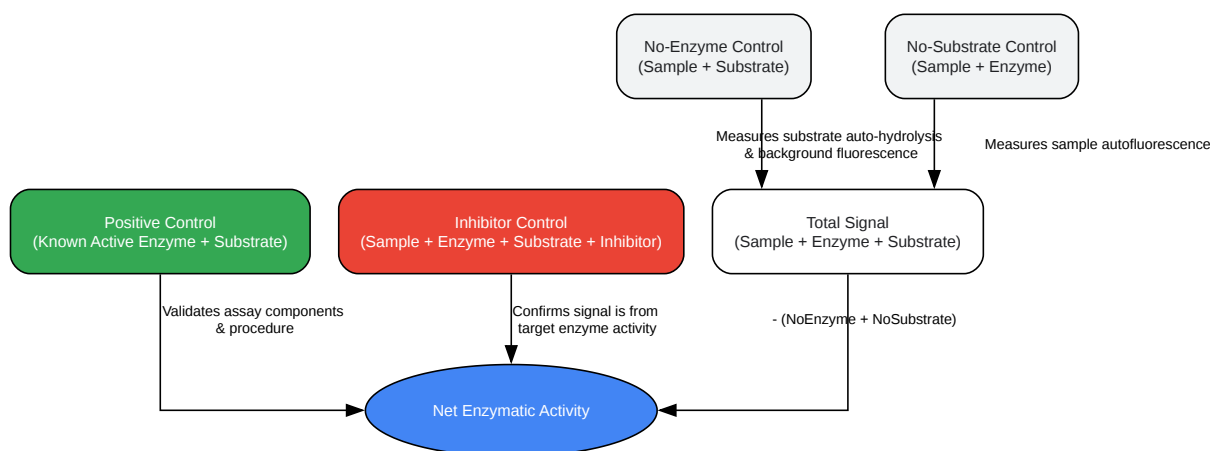 No-Enzyme Control
(Sample + Substrate)
No-Substrate Control
(Sample + Enzyme)
Measures substrate auto-hydrolysis
& background fluorescence
Measures sample autofluorescence
Positive Control
(Known Active Enzyme + Substrate)
Inhibitor Control
(Sample + Enzyme + Substrate + Inhibitor)
Total Signal
(Sample + Enzyme + Substrate)
Validates assay components
& procedure
Confirms signal is from
target enzyme activity
- (NoEnzyme + NoSubstrate)
Net Enzymatic Activity